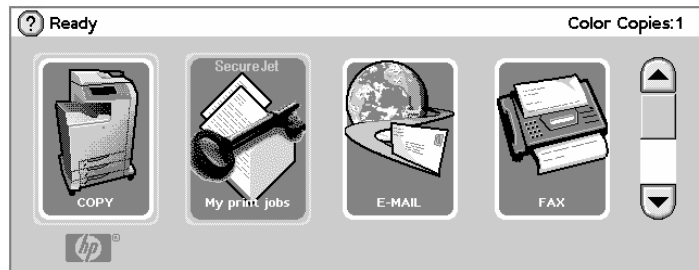 ? Ready
Color Copies:1
SecureJet
COPY
My print jobs
E-MAIL
FAX
hp®